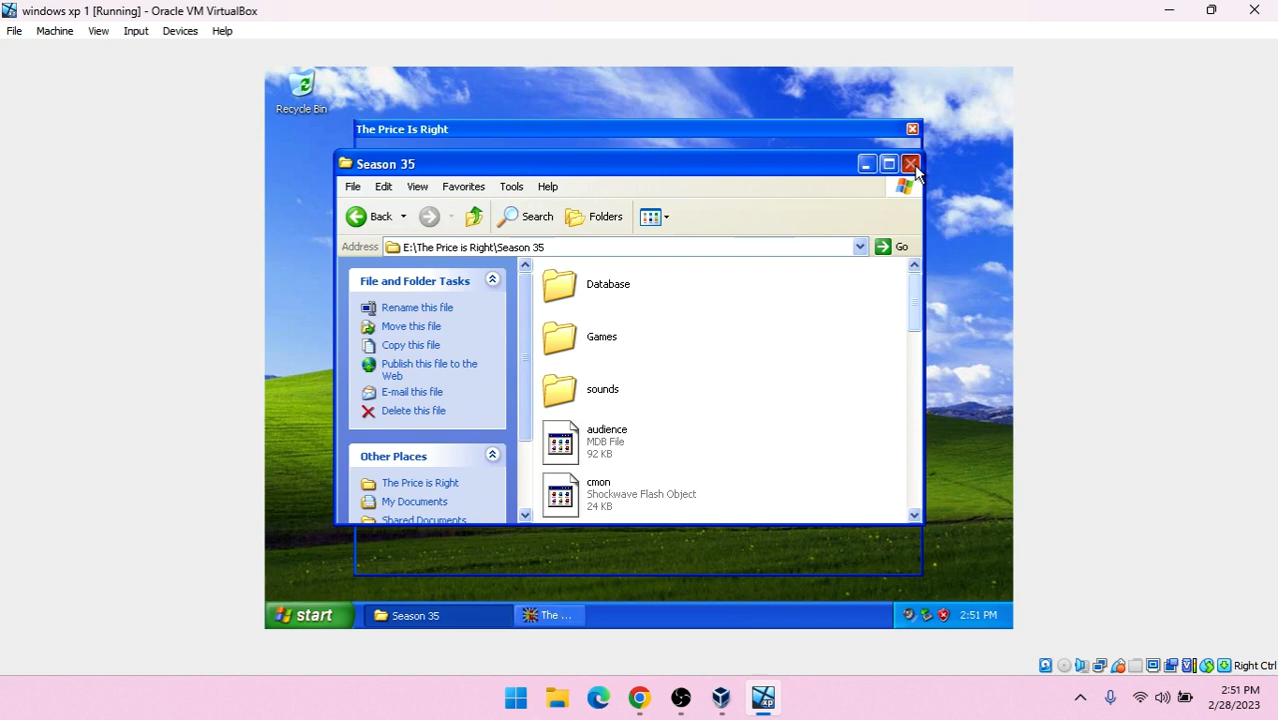 windows xp 1 [Running] - Oracle VM VirtualBox
File Machine View Input Devices Help
Recycle Bin
The Price Is Right
Season 35
File Edit View Favorites Tools Help
Back Search Folders
Address E:\The Price is Right\Season 35 Go
File and Folder Tasks
Rename this file
Move this file
Copy this file
Publish this file to the
Web
E-mail this file
Delete this file
Other Places
The Price is Right
My Documents
Shared Documents
Database
Games
sounds
audience
MDB File
92 KB
cmon
Shockwave Flash Object
24 KB
start Season 35 The ... 2:51 PM
Right Ctrl
xp
2:51 PM
2/28/2023